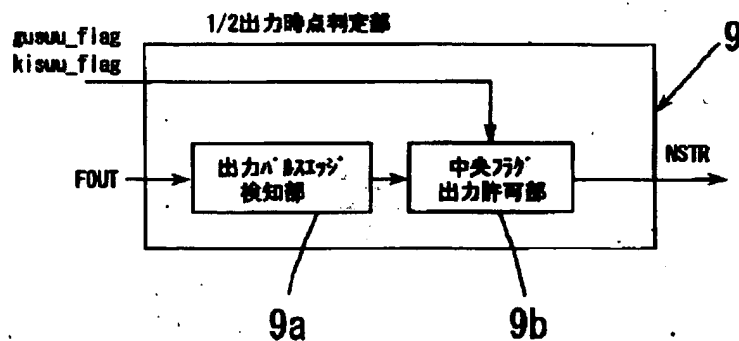 gusuu_flag
kisuu_flag
1/2出力時点判定部
9
FOUT
出力ﾊﾟﾙｽｴｯｼﾞ
検知部
中央ﾌﾗｸﾞ
出力許可部
NSTR
9a
9b